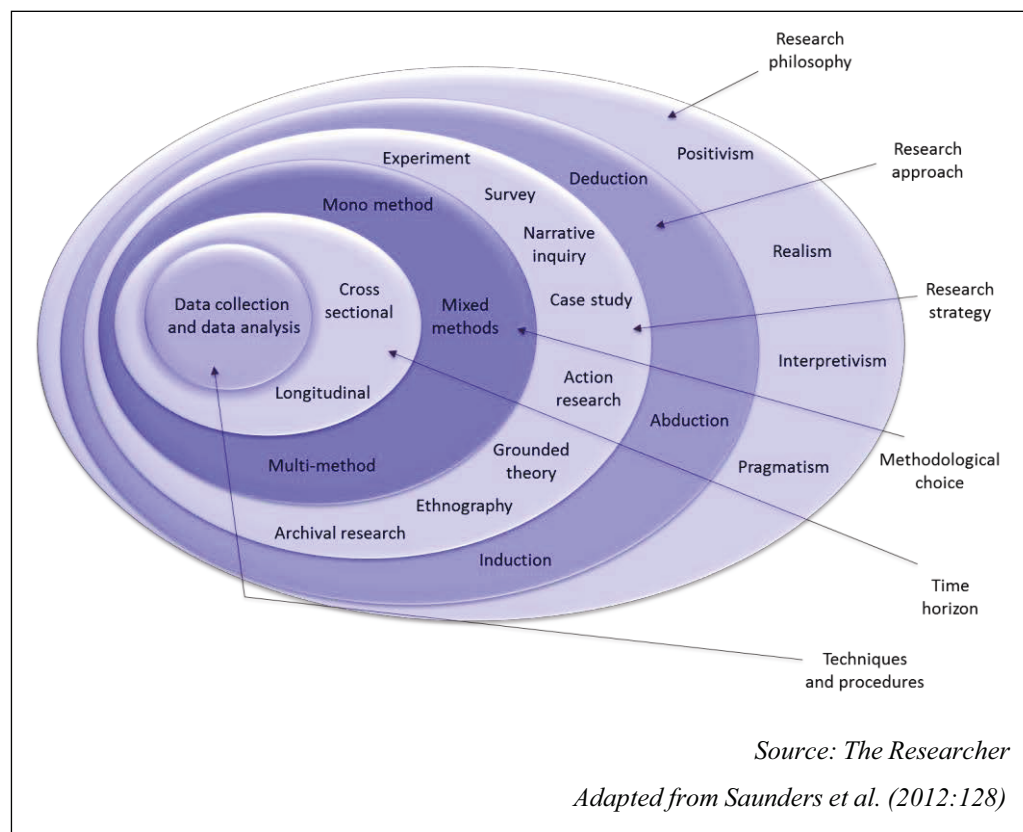 Research
philosophy
Positivism
Research
approach
Experiment
Deduction
Survey
Mono method
Narrative
inquiry
Realism
Cross
sectional
Data collection
and data analysis
Mixed
methods
Case study
Research
strategy
Interpretivism
Longitudinal
Action
research
Abduction
Multi-method
Grounded
theory
Pragmatism
Methodological
choice
Ethnography
Archival research
Induction
Time
horizon
Techniques
and procedures
Source: The Researcher
Adapted from Saunders et al. (2012:128)